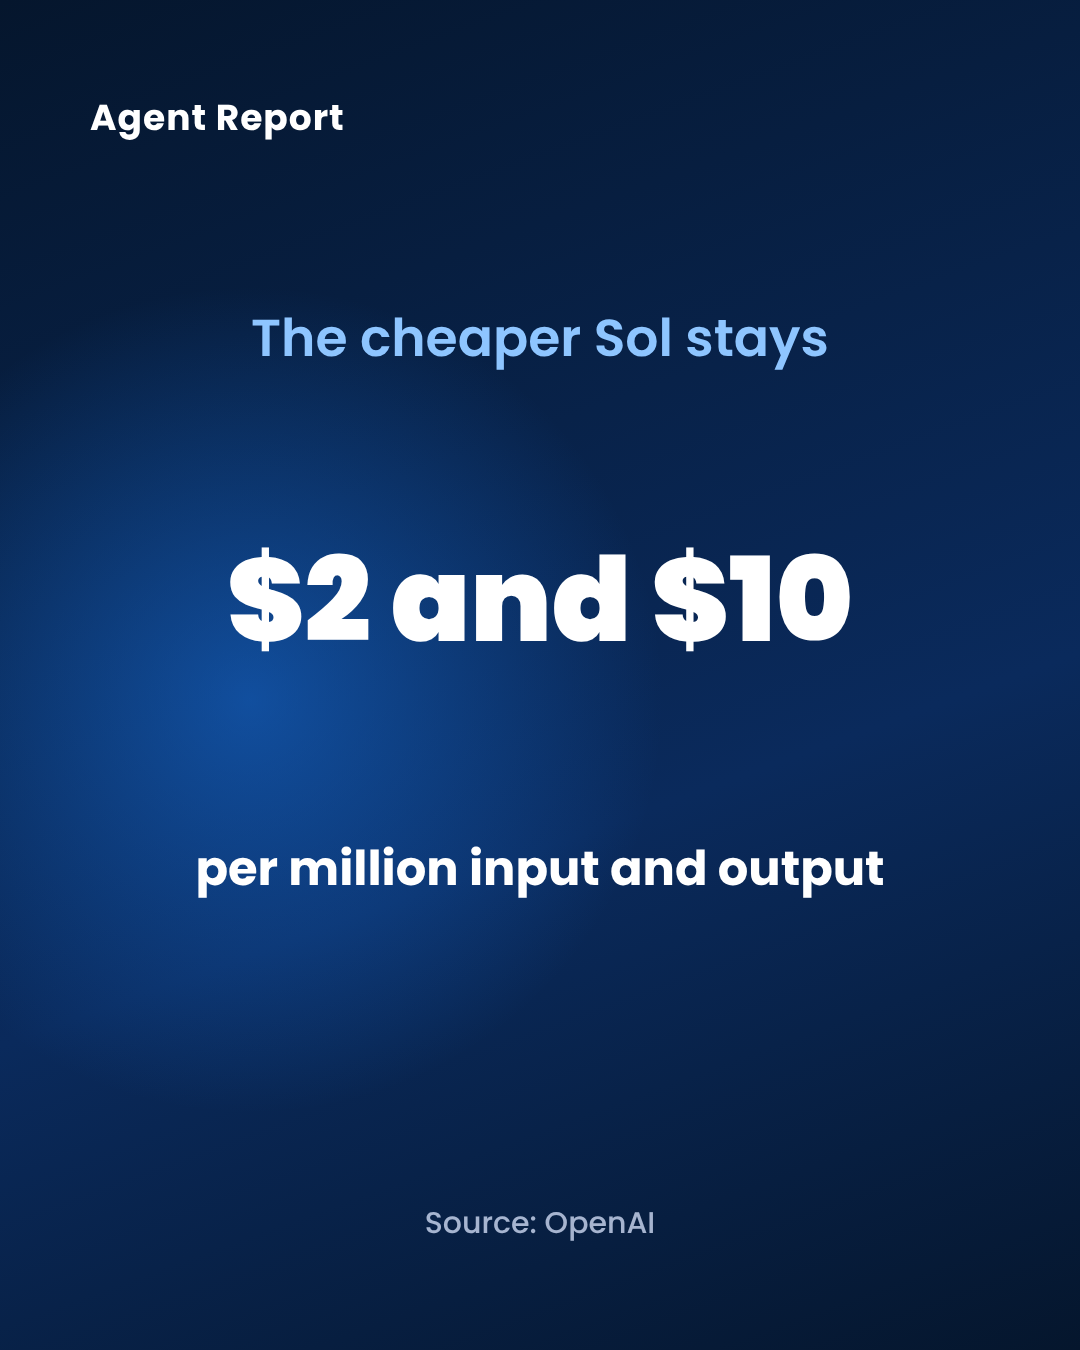 Agent Report
The cheaper Sol stays
$2 and $10
per million input and output
Source: OpenAI